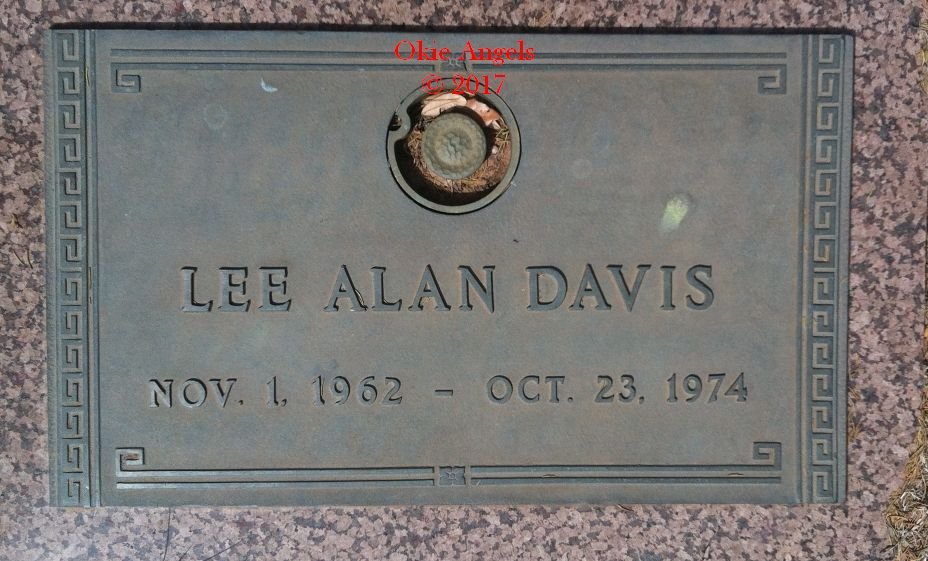 Okie Angels
© 2017
LEE ALAN DAVIS
NOV. 1, 1962 – OCT. 23, 1974